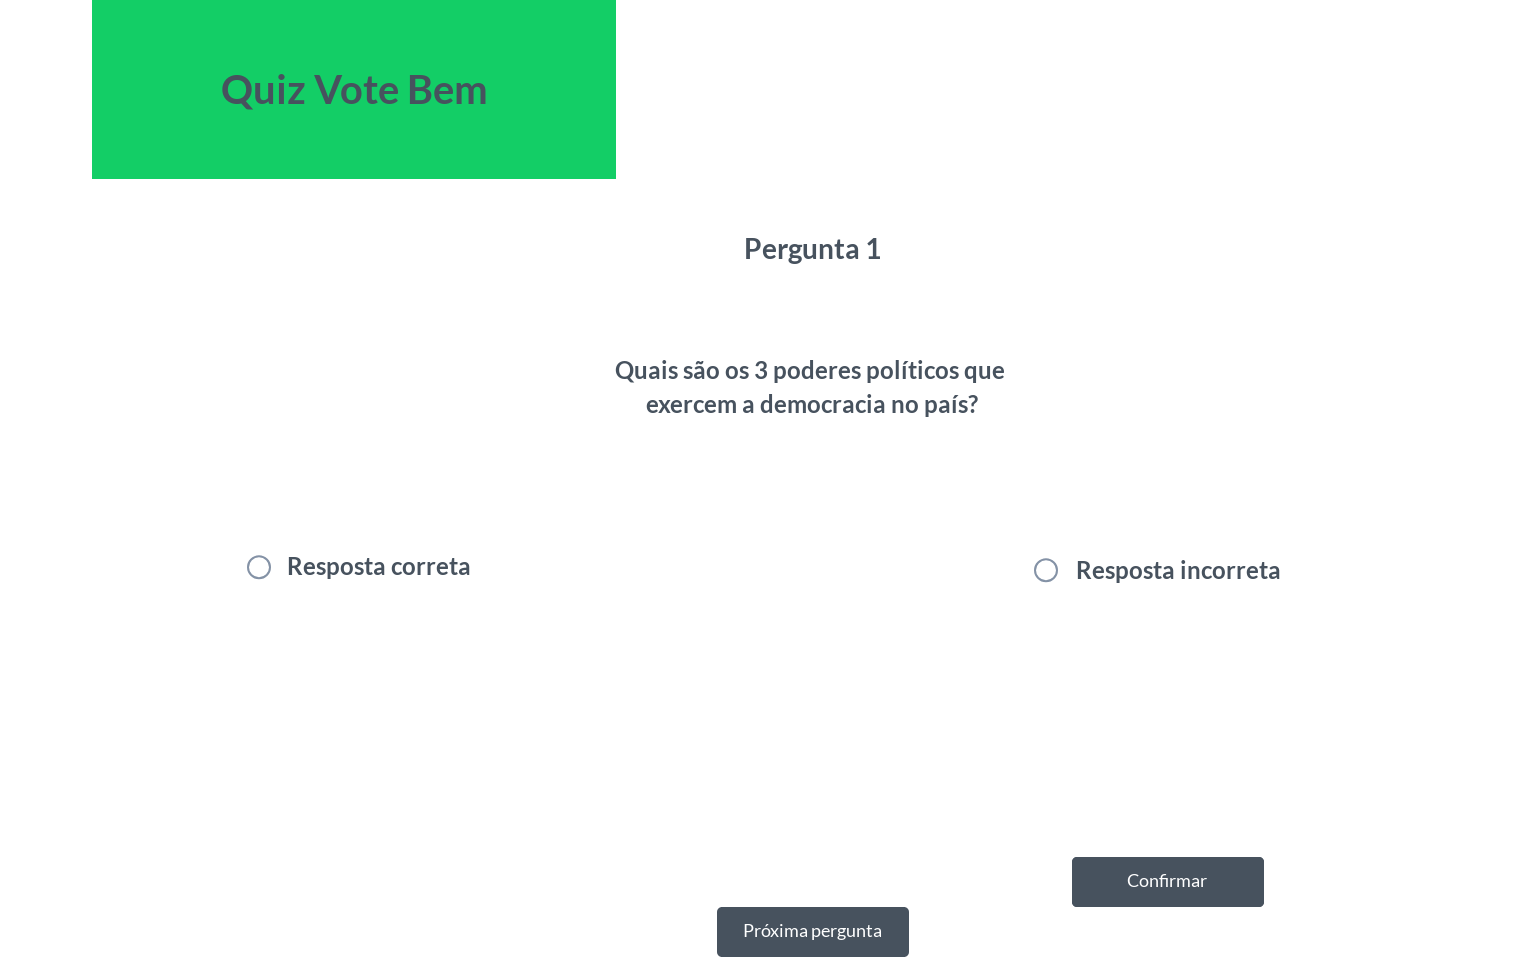 Quiz Vote Bem
Pergunta 1
Quais são os 3 poderes políticos que
exercem a democracia no país?
Resposta correta
Resposta incorreta
Confirmar
Próxima pergunta